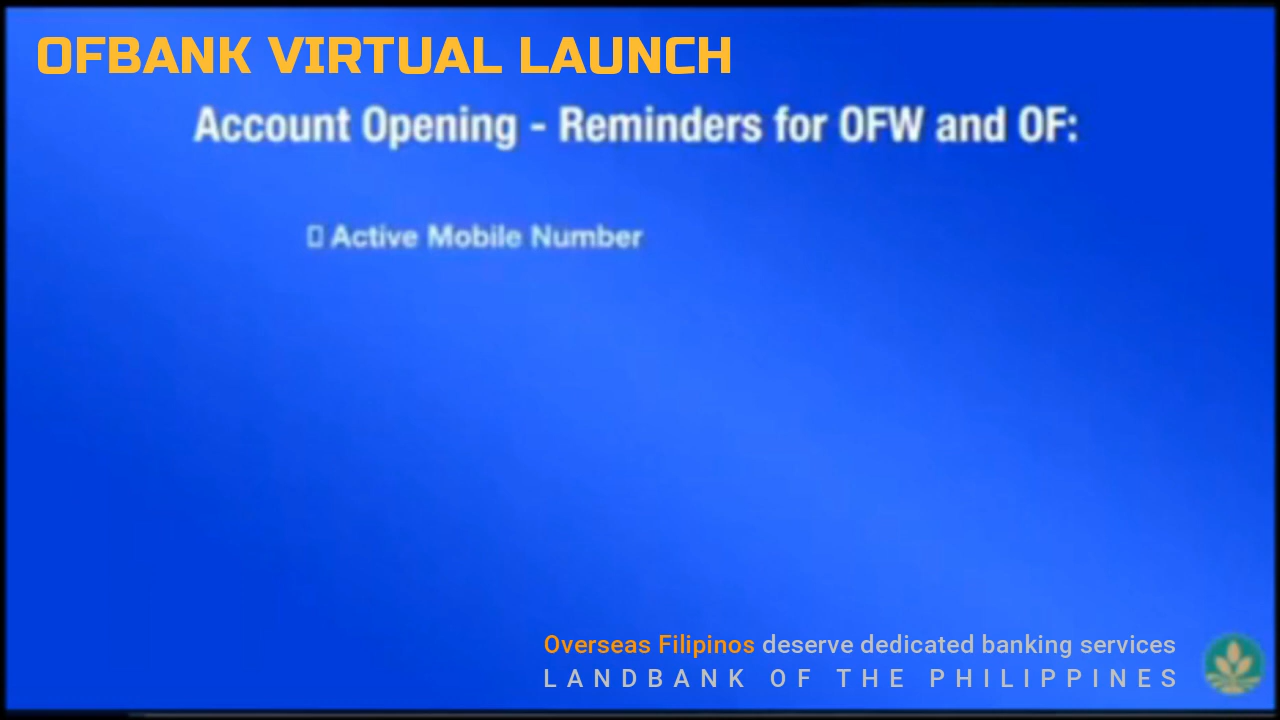 OFBANK VIRTUAL LAUNCH
Account Opening - Reminders for OFW and OF:
▯ Active Mobile Number
Overseas Filipinos deserve dedicated banking services
LANDBANK OF THE PHILIPPINES